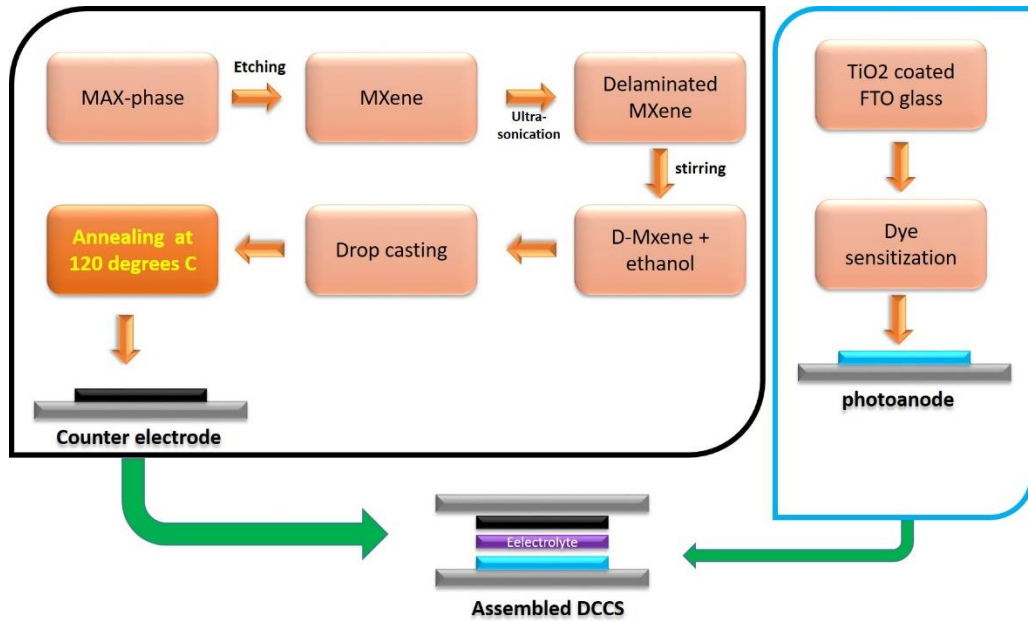 MAX-phase
Etching
MXene
Ultra-
sonication
Delaminated
MXene
stirring
D-Mxene +
ethanol
Drop casting
Annealing at
120 degrees C
Counter electrode
TiO2 coated
FTO glass
Dye
sensitization
photoanode
Eelectrolyte
Assembled DCCS